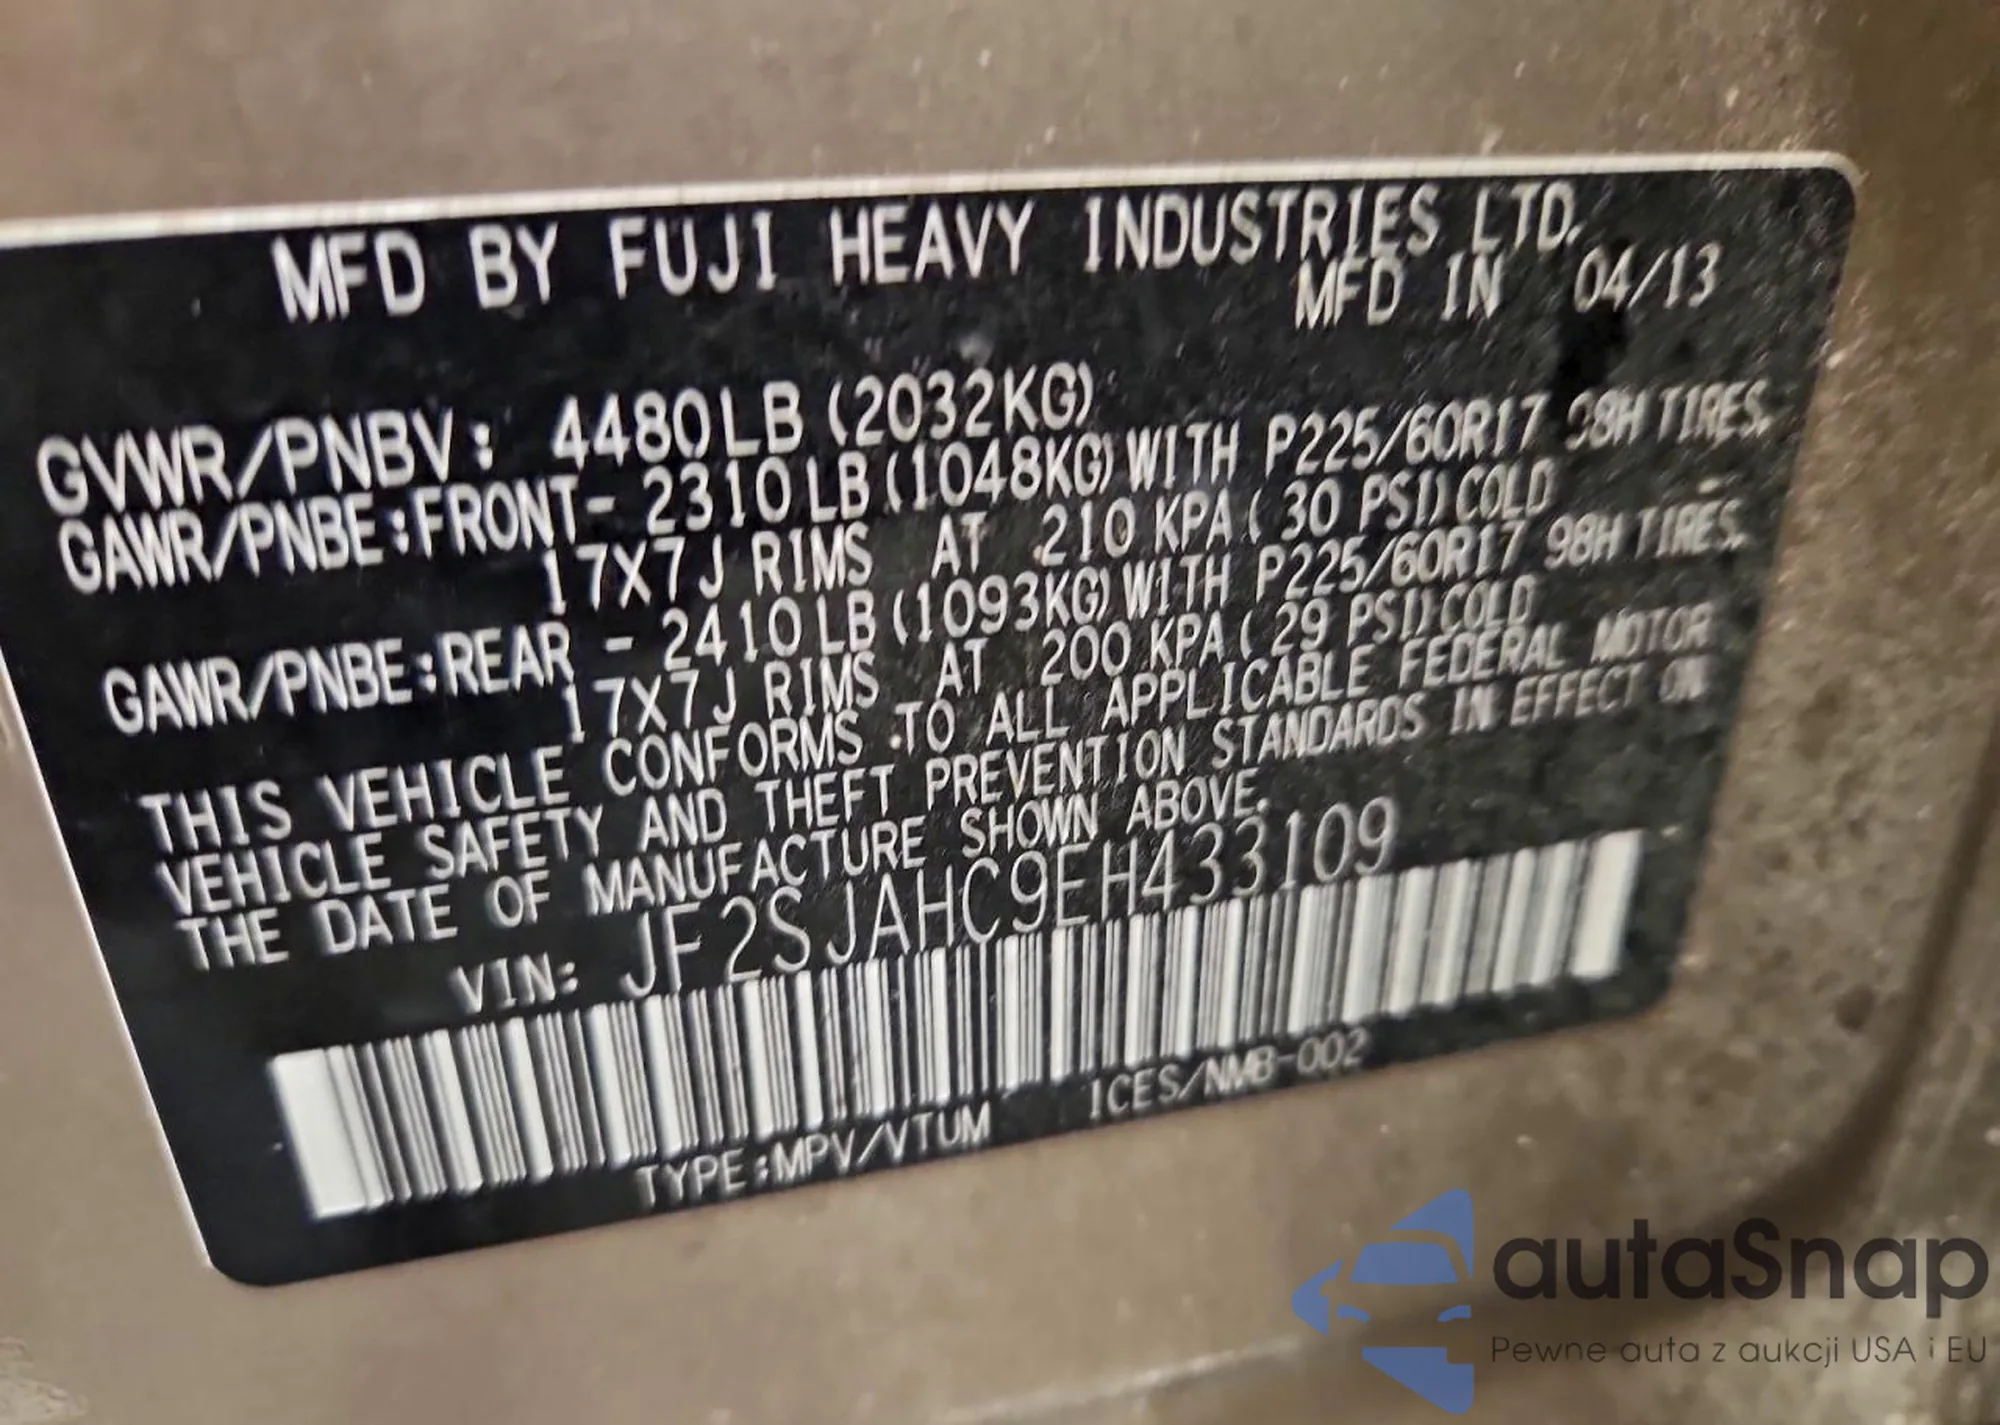 MFD BY FUJI HEAVY INDUSTRIES LTD.
MFD IN 04/13
GVWR/PNBV: 4480LB (2032KG)
GAWR/PNBE:FRONT- 2310LB (1048KG) WITH P225/60R17 98H TIRES.
17X7J RIMS AT 210 KPA ( 30 PSI) COLD
GAWR/PNBE:REAR - 2410LB (1093KG) WITH P225/60R17 98H TIRES.
17X7J RIMS AT 200 KPA ( 29 PSI) COLD
THIS VEHICLE CONFORMS TO ALL APPLICABLE FEDERAL MOTOR
VEHICLE SAFETY AND THEFT PREVENTION STANDARDS IN EFFECT ON
THE DATE OF MANUFACTURE SHOWN ABOVE.
VIN: JF2SJAHC9EH433109
TYPE:MPV/VTUM ICES/NMB-002
autaSnap
Pewne auta z aukcji USA i EU